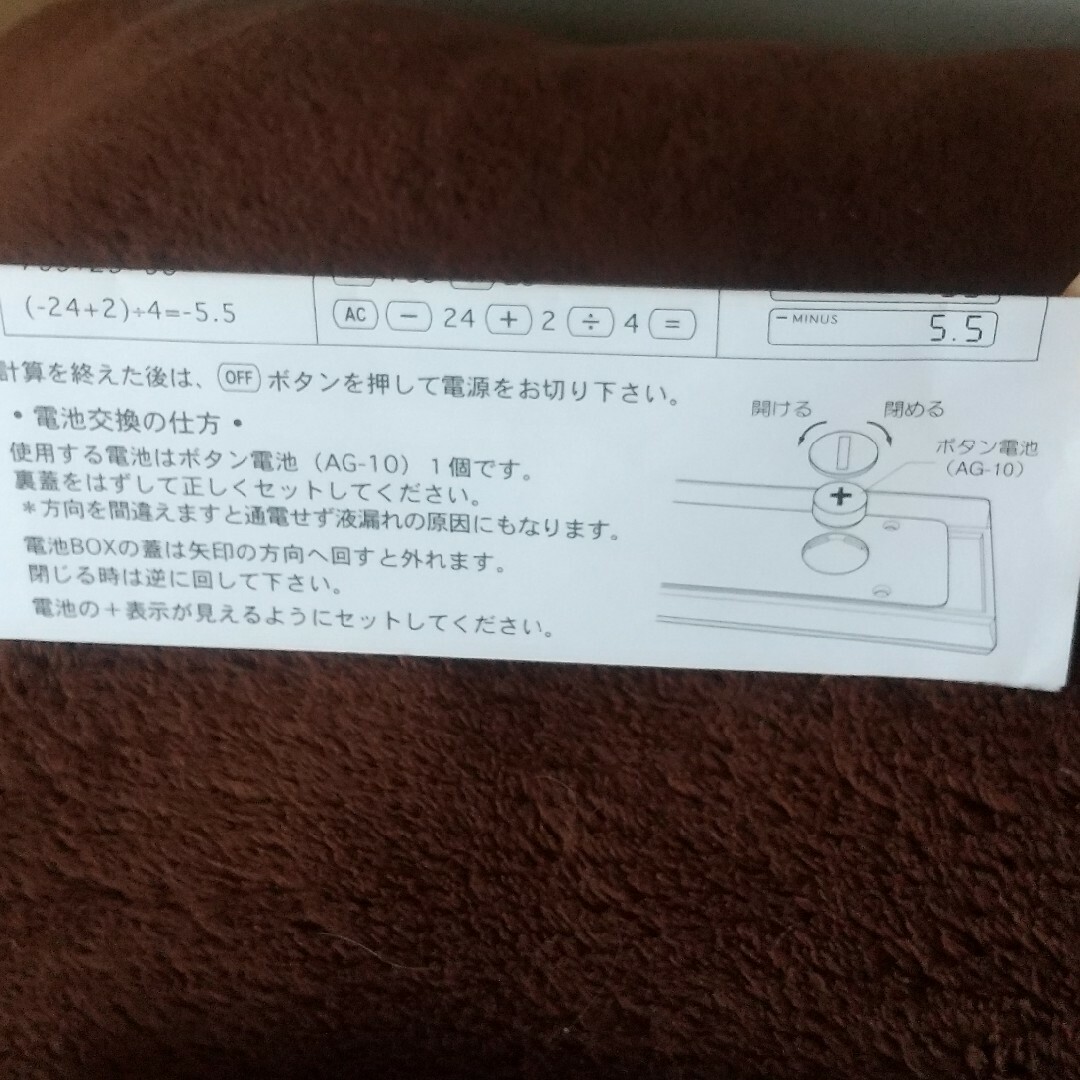 (-24+2)÷4=-5.5
AC − 24 + 2 ÷ 4 =
− MINUS 5.5
計算を終えた後は、OFFボタンを押して電源をお切り下さい。
・電池交換の仕方・
使用する電池はボタン電池（AG-10）１個です。
裏蓋をはずして正しくセットしてください。
＊方向を間違えますと通電せず液漏れの原因にもなります。
電池BOXの蓋は矢印の方向へ回すと外れます。
閉じる時は逆に回して下さい。
電池の＋表示が見えるようにセットしてください。
開ける
閉める
ボタン電池
（AG-10）
+